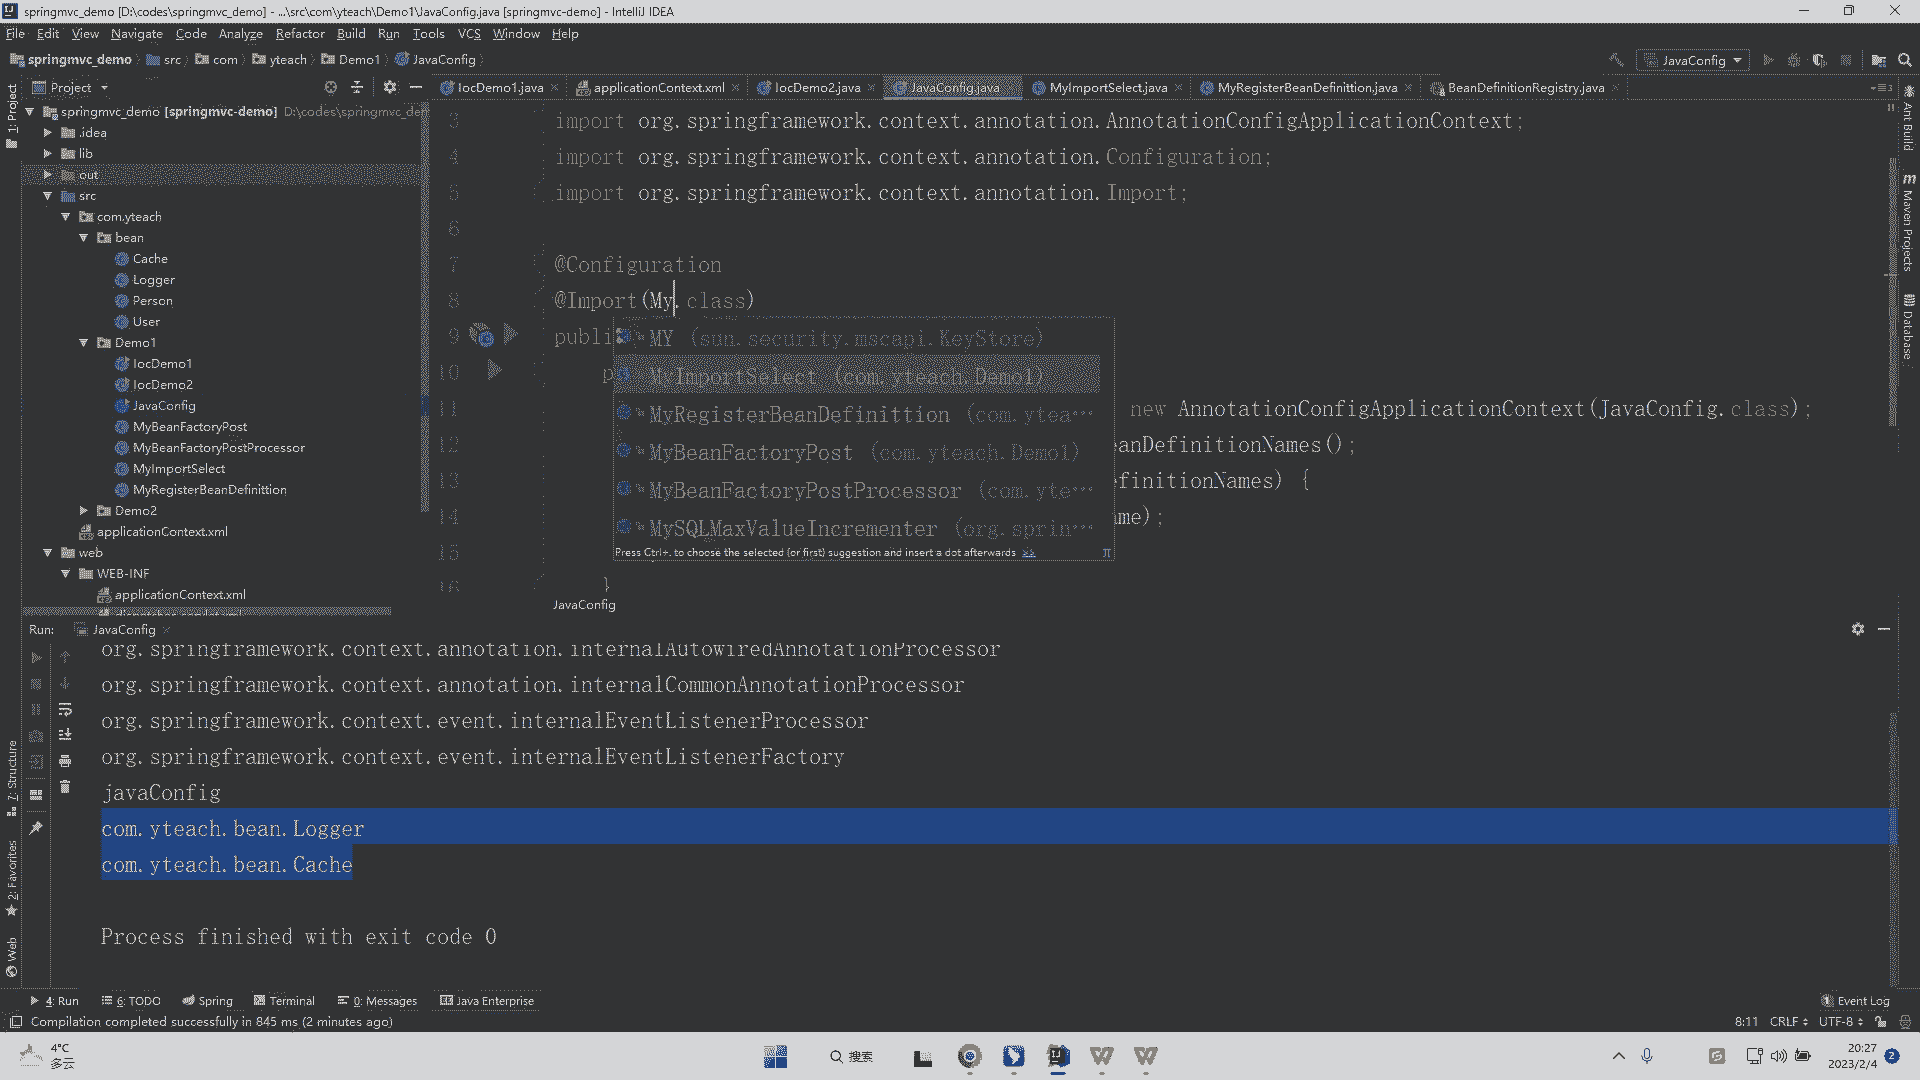 springmvc_demo [D:\codes\springmvc_demo] - ...\src\com\yteach\Demo1\JavaConfig.java [springmvc-demo] - IntelliJ IDEA
File Edit View Navigate Code Analyze Refactor Build Run Tools VCS Window Help
springmvc_demo src com yteach Demo1 JavaConfig
JavaConfig
1: Project
Project
IocDemo1.java applicationContext.xml IocDemo2.java JavaConfig.java MyImportSelect.java MyRegisterBeanDefinittion.java BeanDefinitionRegistry.java
springmvc_demo [springmvc-demo] D:\codes\springmvc_de
.idea
lib
out
src
com.yteach
bean
Cache
Logger
Person
User
Demo1
IocDemo1
IocDemo2
JavaConfig
MyBeanFactoryPost
MyBeanFactoryPostProcessor
MyImportSelect
MyRegisterBeanDefinittion
Demo2
applicationContext.xml
web
WEB-INF
applicationContext.xml
3 import org.springframework.context.annotation.AnnotationConfigApplicationContext;
4 import org.springframework.context.annotation.Configuration;
5 import org.springframework.context.annotation.Import;
6
7 @Configuration
8 @Import(My.class)
9 publi
10 p
11 new AnnotationConfigApplicationContext(JavaConfig.class);
12 eanDefinitionNames();
13 efinitionNames) {
14 ame);
15
16 }
MY (sun.security.mscapi.KeyStore)
MyImportSelect (com.yteach.Demo1)
MyRegisterBeanDefinittion (com.ytea...
MyBeanFactoryPost (com.yteach.Demo1)
MyBeanFactoryPostProcessor (com.yte...
MySQLMaxValueIncrementer (org.sprin...
Press Ctrl+. to choose the selected (or first) suggestion and insert a dot afterwards >> π
JavaConfig
Ant Build
Maven Projects
Database
Run: JavaConfig
org.springframework.context.annotation.internalAutowiredAnnotationProcessor
org.springframework.context.annotation.internalCommonAnnotationProcessor
org.springframework.context.event.internalEventListenerProcessor
org.springframework.context.event.internalEventListenerFactory
javaConfig
com.yteach.bean.Logger
com.yteach.bean.Cache
Process finished with exit code 0
7: Structure
2: Favorites
Web
4: Run 6: TODO Spring Terminal 0: Messages Java Enterprise Event Log
Compilation completed successfully in 845 ms (2 minutes ago) 8:11 CRLF UTF-8
4°C
多云
搜索
20:27
2023/2/4
2